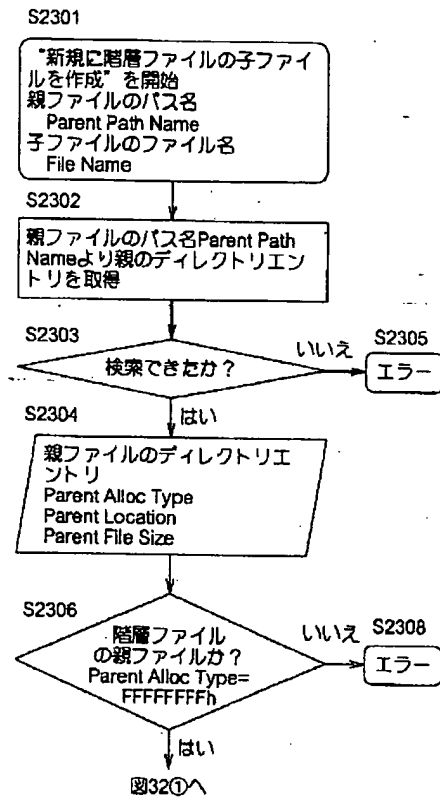 S2301
“新規に階層ファイルの子ファイ
ルを作成”を開始
親ファイルのパス名
Parent Path Name
子ファイルのファイル名
File Name
S2302
親ファイルのパス名Parent Path
Nameより親のディレクトリエン
トリを取得
S2303
検索できたか？
いいえ
S2305
エラー
はい
S2304
親ファイルのディレクトリエ
ントリ
Parent Alloc Type
Parent Location
Parent File Size
S2306
階層ファイル
の親ファイルか？
Parent Alloc Type=
FFFFFFFFh
いいえ
S2308
エラー
はい
図32①へ